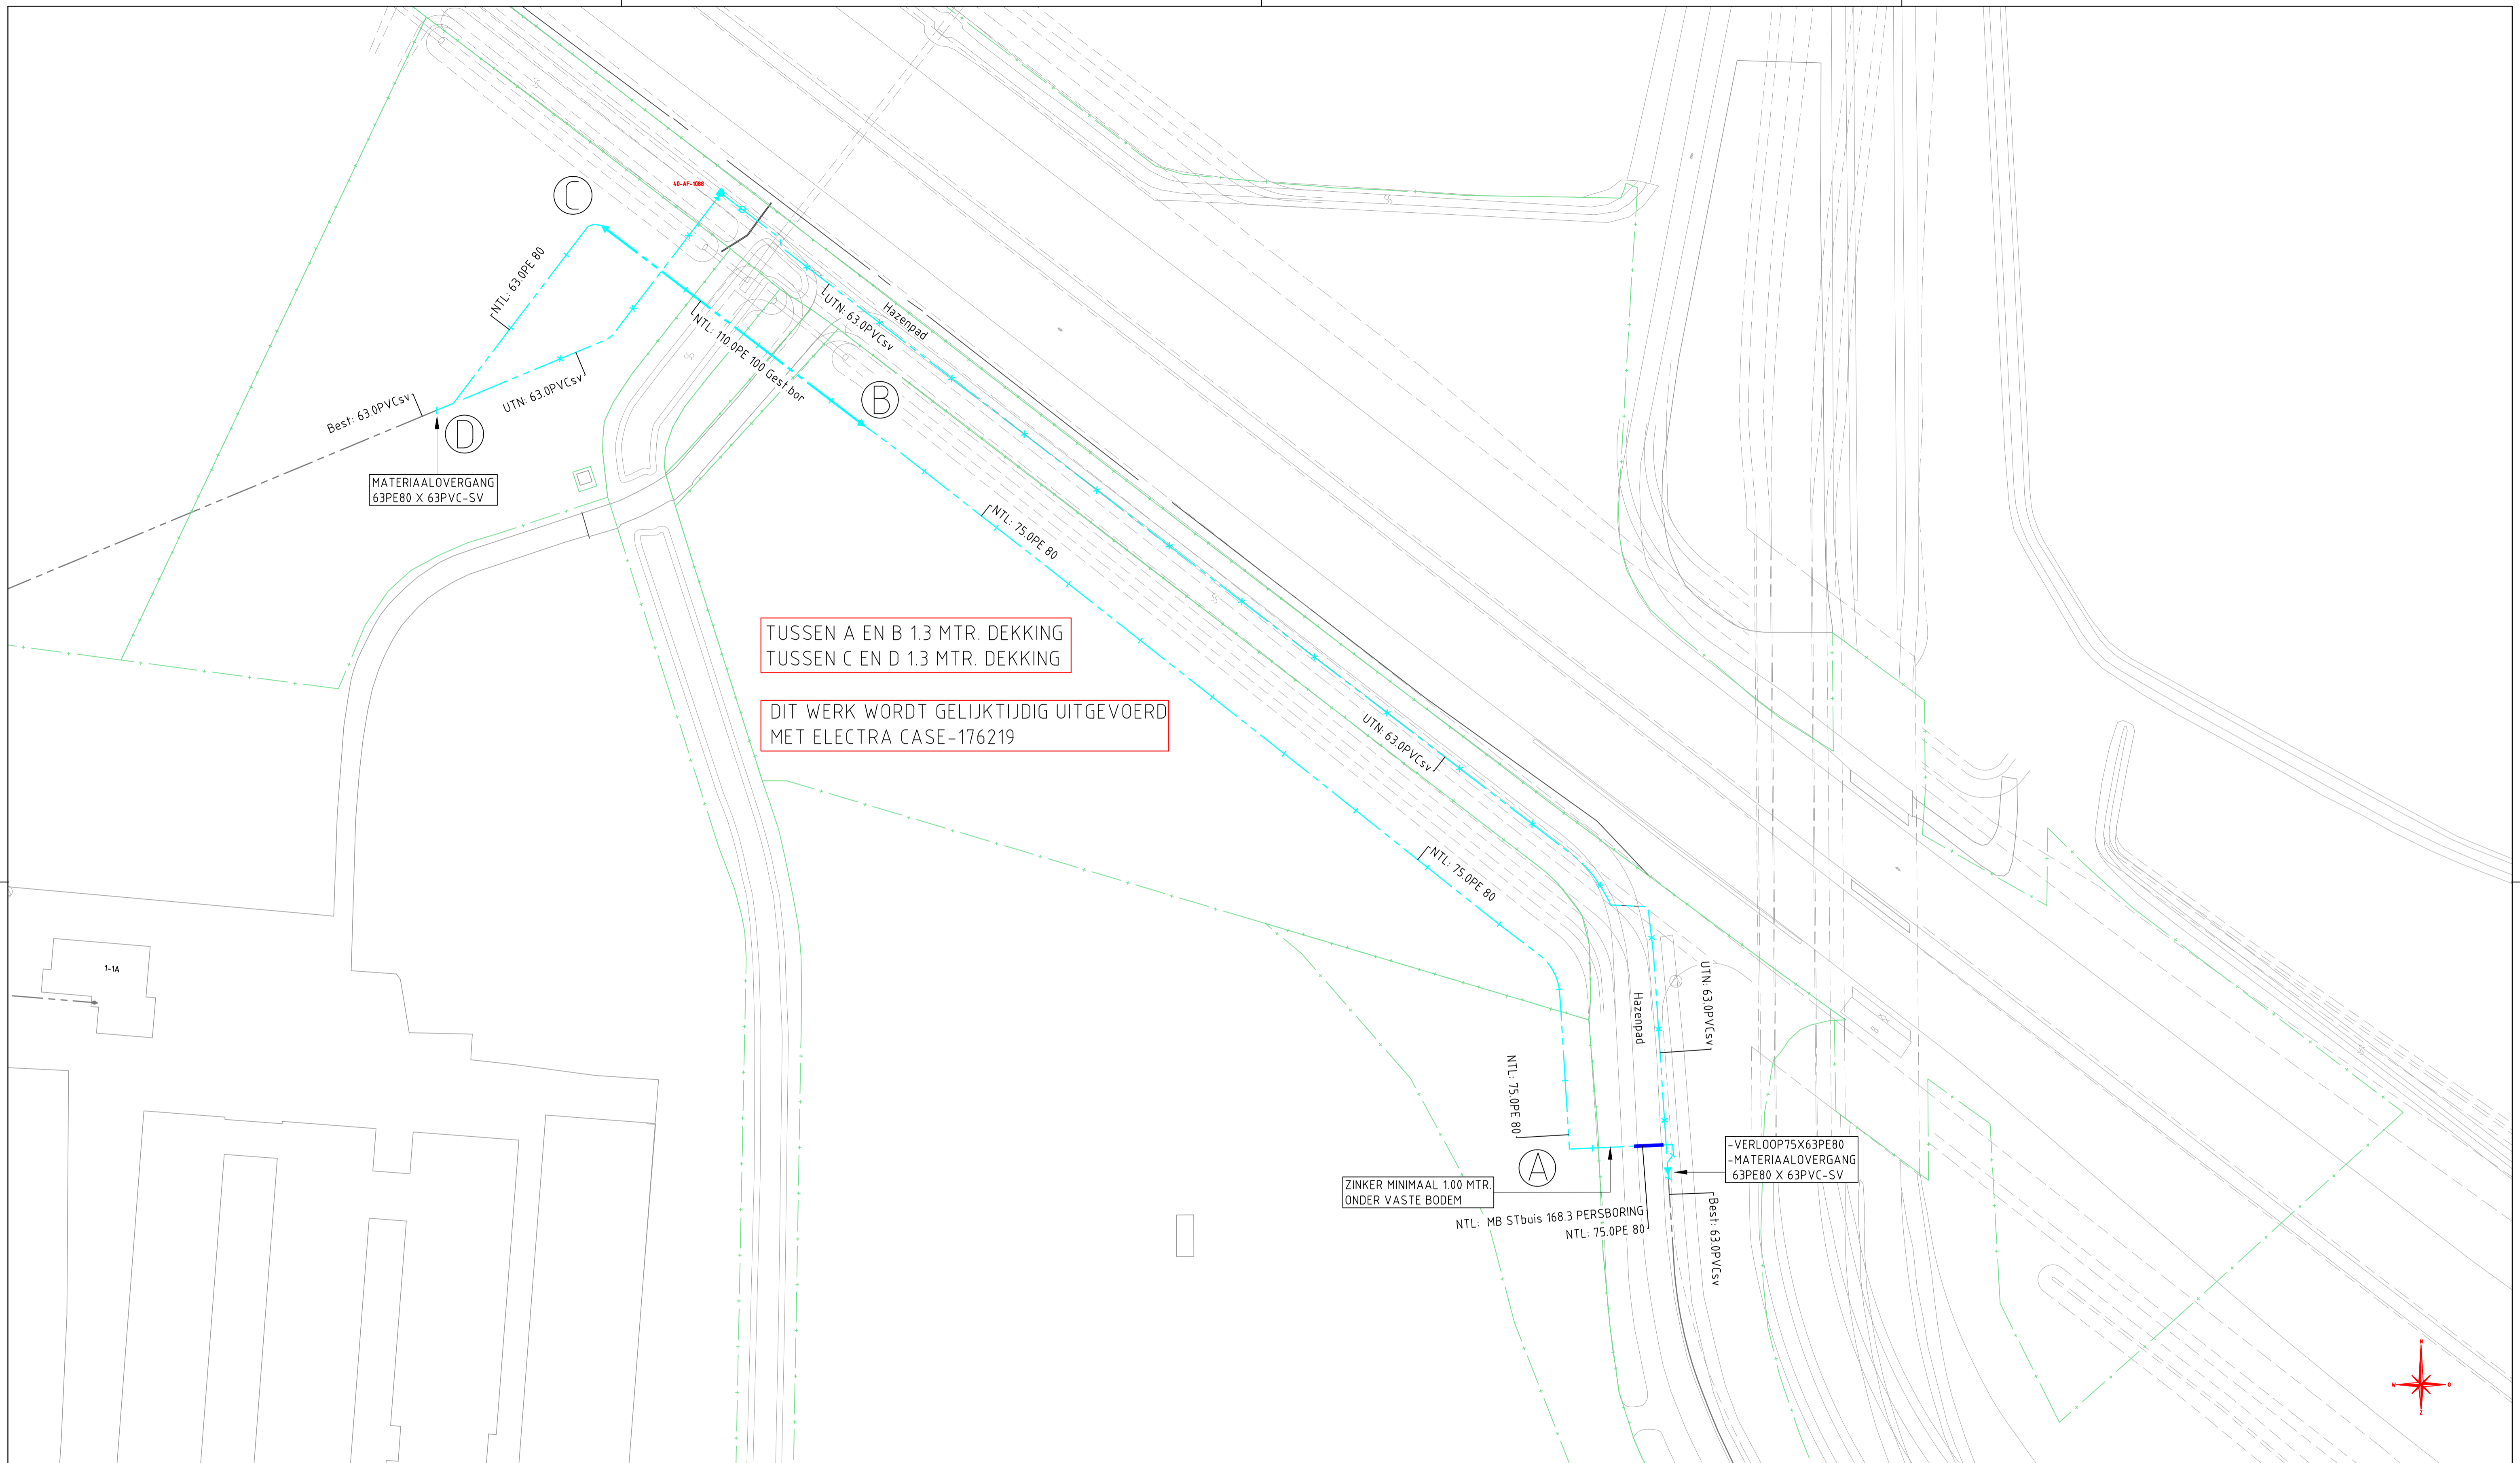 40-AF-1088
C
NTL: 63.0PE 80
UTN: 63.0PVCsv
Hazenpad
NTL: 110.0PE 100 Gest.bor
B
Best: 63.0PVCsv
UTN: 63.0PVCsv
D
MATERIAALOVERGANG
63PE80 X 63PVC-SV
NTL: 75.0PE 80
TUSSEN A EN B 1.3 MTR. DEKKING
TUSSEN C EN D 1.3 MTR. DEKKING
DIT WERK WORDT GELIJKTIJDIG UITGEVOERD
MET ELECTRA CASE-176219
UTN: 63.0PVCsv
NTL: 75.0PE 80
1-1A
Hazenpad
UTN: 63.0PVCsv
NTL: 75.0PE 80
A
-VERLOOP75X63PE80
-MATERIAALOVERGANG
63PE80 X 63PVC-SV
ZINKER MINIMAAL 1.00 MTR.
ONDER VASTE BODEM
NTL: MB STbuis 168.3 PERSBORING
NTL: 75.0PE 80
Best: 63.0PVCsv
N
W O
Z